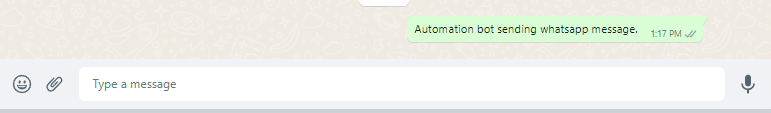 Automation bot sending whatsapp message.
1:17 PM
Type a message